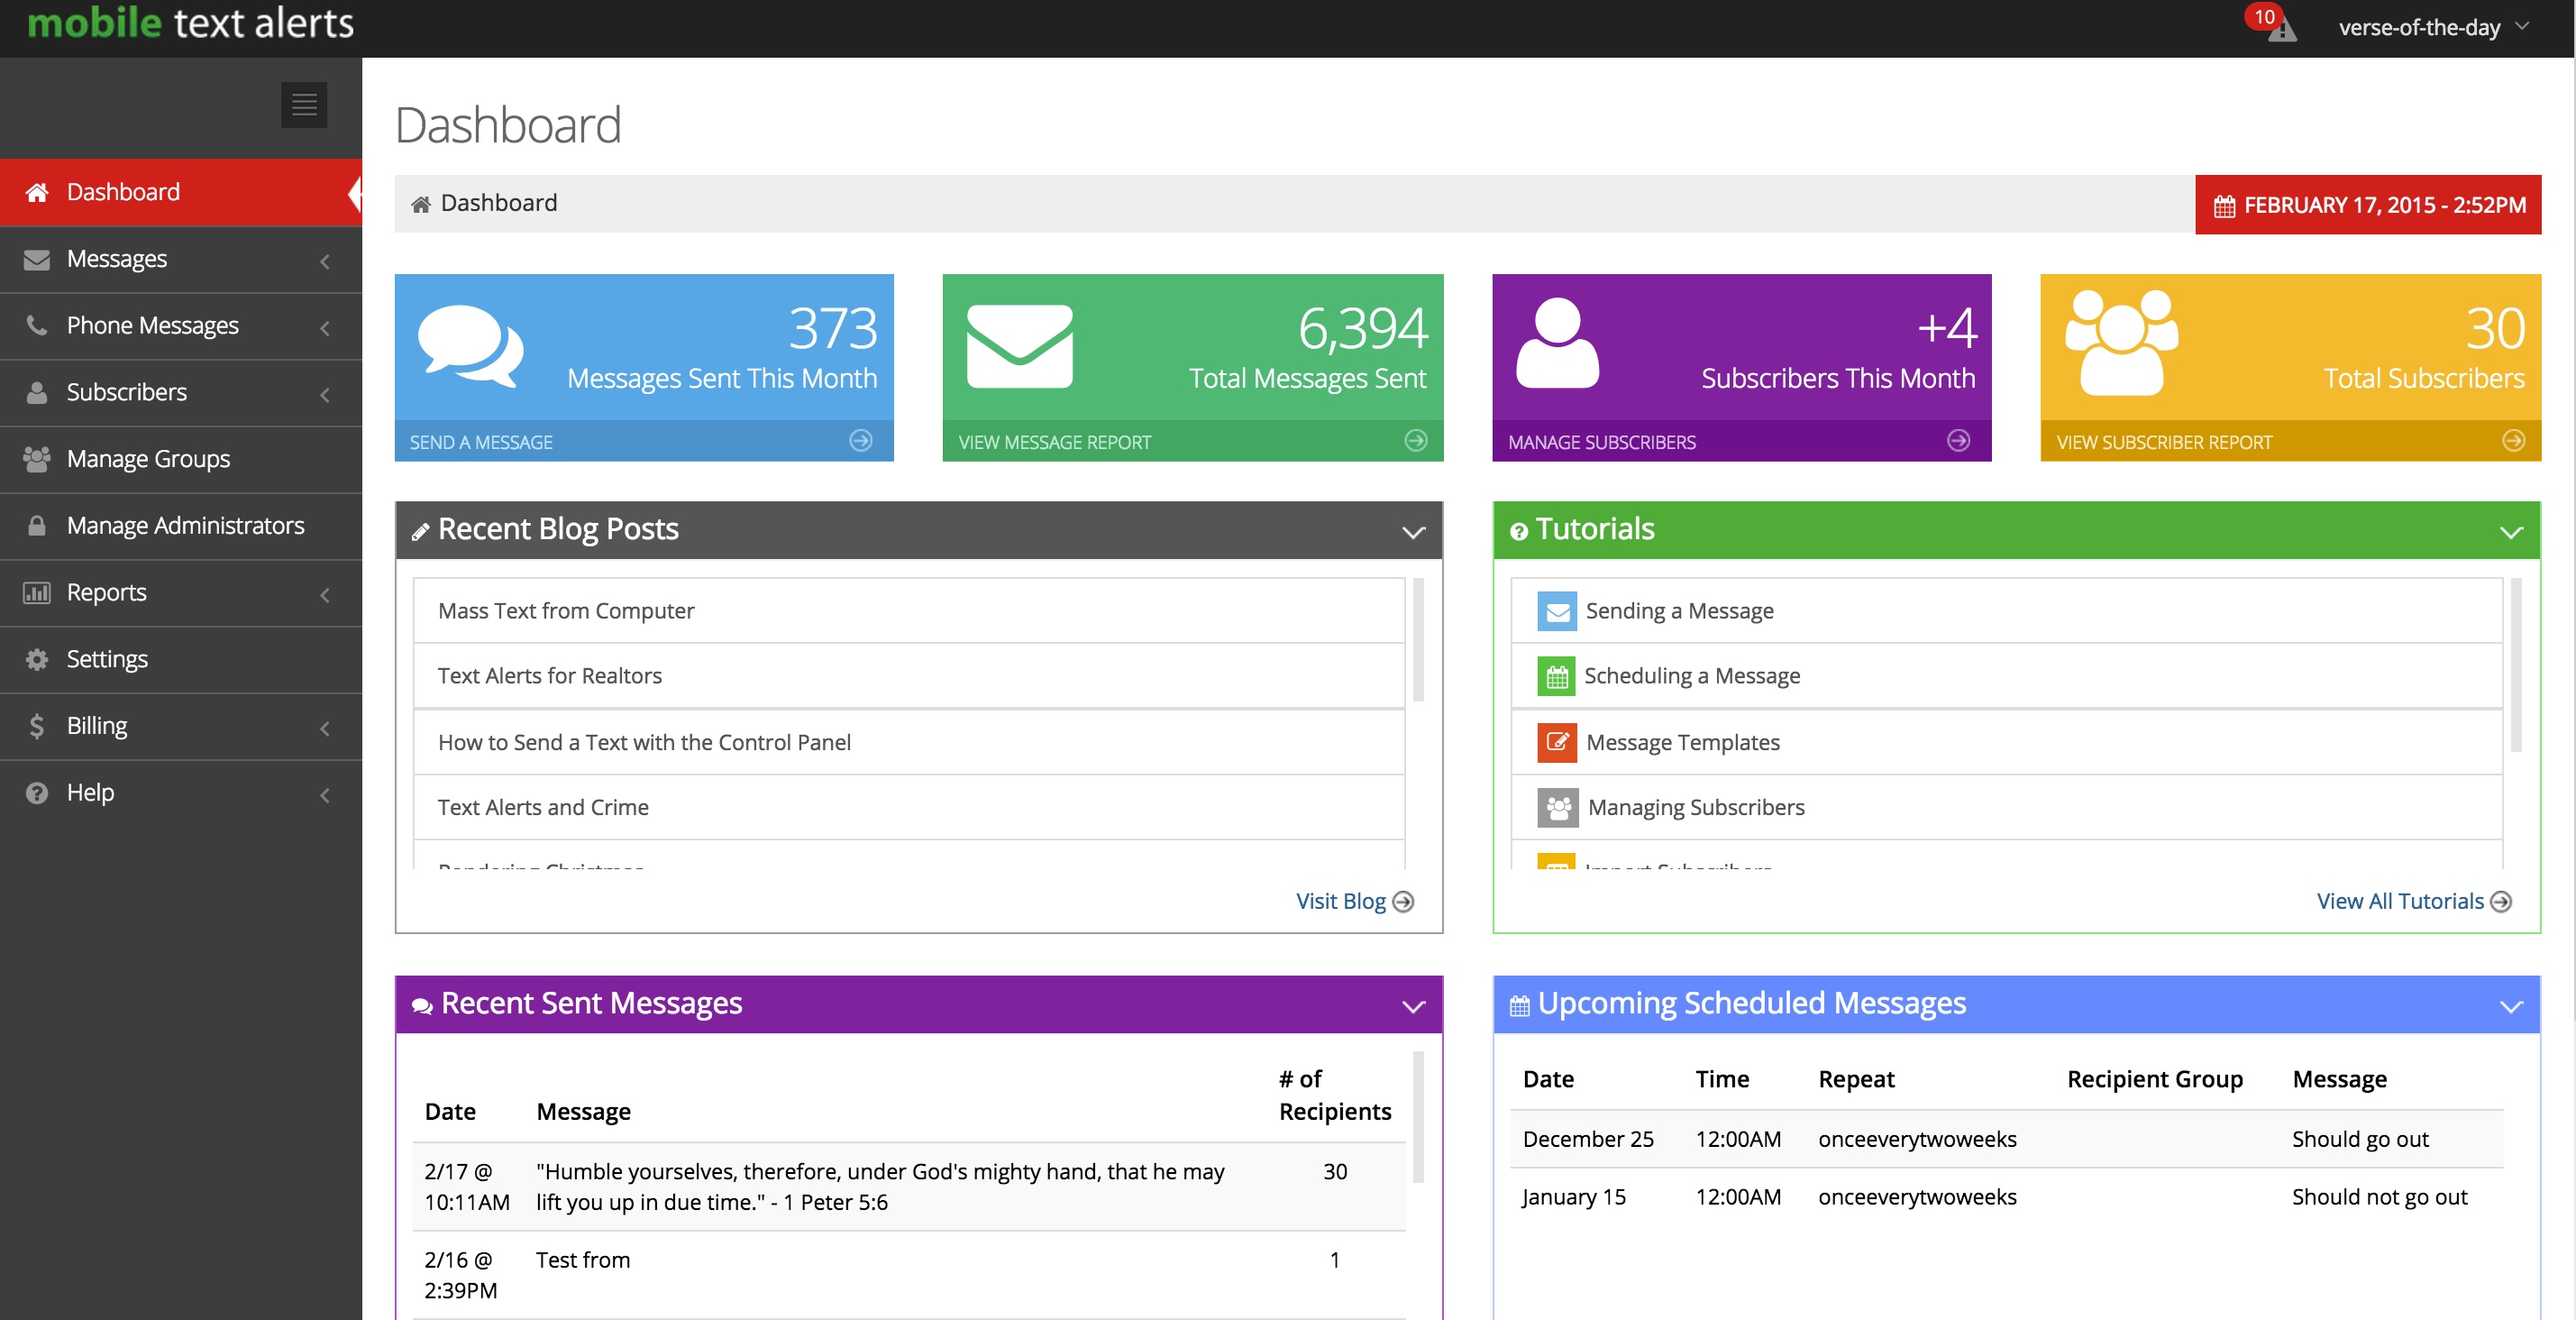 mobile text alerts
10
verse-of-the-day
Dashboard
Messages
Phone Messages
Subscribers
Manage Groups
Manage Administrators
Reports
Settings
Billing
Help
Dashboard
Dashboard
FEBRUARY 17, 2015 - 2:52PM
373
Messages Sent This Month
SEND A MESSAGE
6,394
Total Messages Sent
VIEW MESSAGE REPORT
+4
Subscribers This Month
MANAGE SUBSCRIBERS
30
Total Subscribers
VIEW SUBSCRIBER REPORT
Recent Blog Posts
Mass Text from Computer
Text Alerts for Realtors
How to Send a Text with the Control Panel
Text Alerts and Crime
Visit Blog
Tutorials
Sending a Message
Scheduling a Message
Message Templates
Managing Subscribers
Import Subscribers
View All Tutorials
Recent Sent Messages
# of
Date Message Recipients
2/17 @ "Humble yourselves, therefore, under God's mighty hand, that he may 30
10:11AM lift you up in due time." - 1 Peter 5:6
2/16 @ Test from 1
2:39PM
Upcoming Scheduled Messages
Date Time Repeat Recipient Group Message
December 25 12:00AM onceeverytwoweeks Should go out
January 15 12:00AM onceeverytwoweeks Should not go out